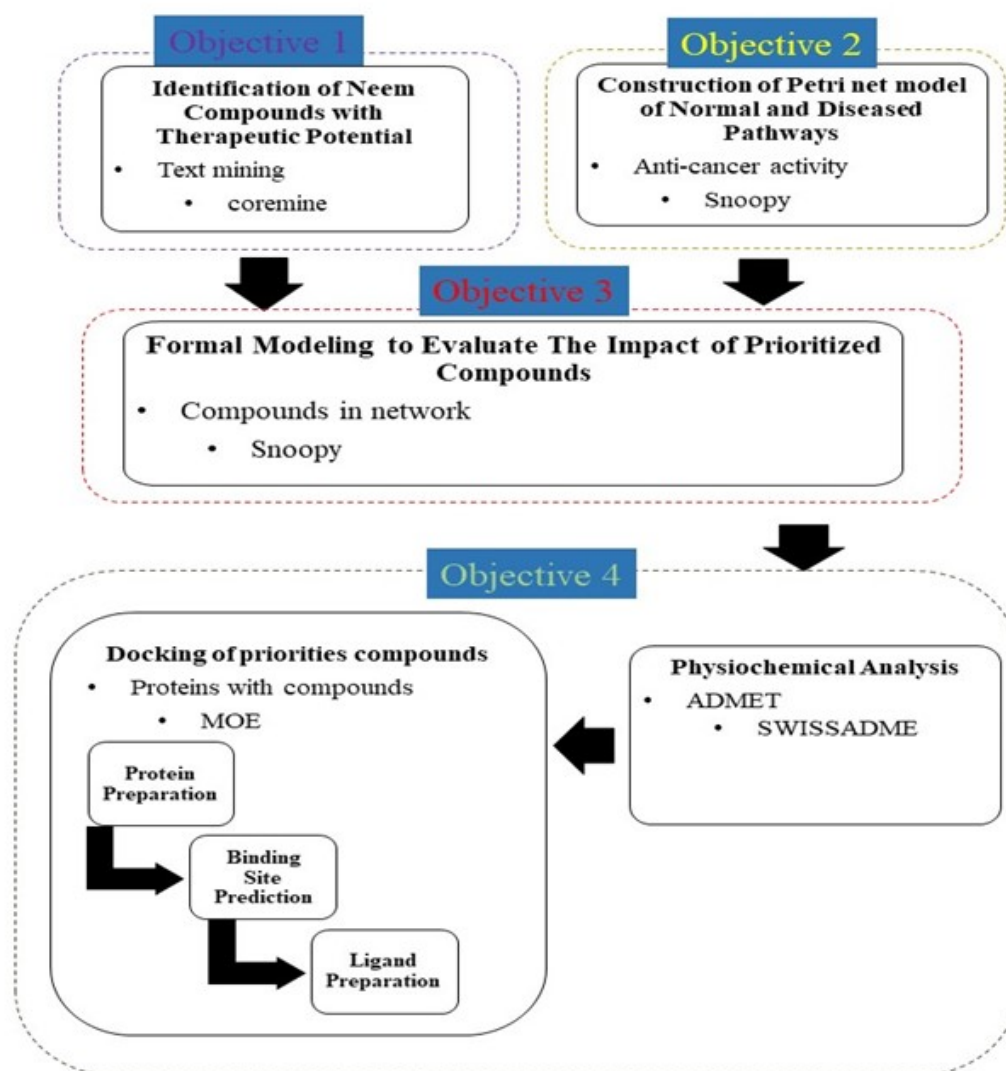 Objective 1
Identification of Neem
Compounds with
Therapeutic Potential
• Text mining
• coremine
Objective 2
Construction of Petri net model
of Normal and Diseased
Pathways
• Anti-cancer activity
• Snoopy
Objective 3
Formal Modeling to Evaluate The Impact of Prioritized
Compounds
• Compounds in network
• Snoopy
Objective 4
Docking of priorities compounds
• Proteins with compounds
• MOE
Protein
Preparation
Binding
Site
Prediction
Ligand
Preparation
Physiochemical Analysis
• ADMET
• SWISSADME